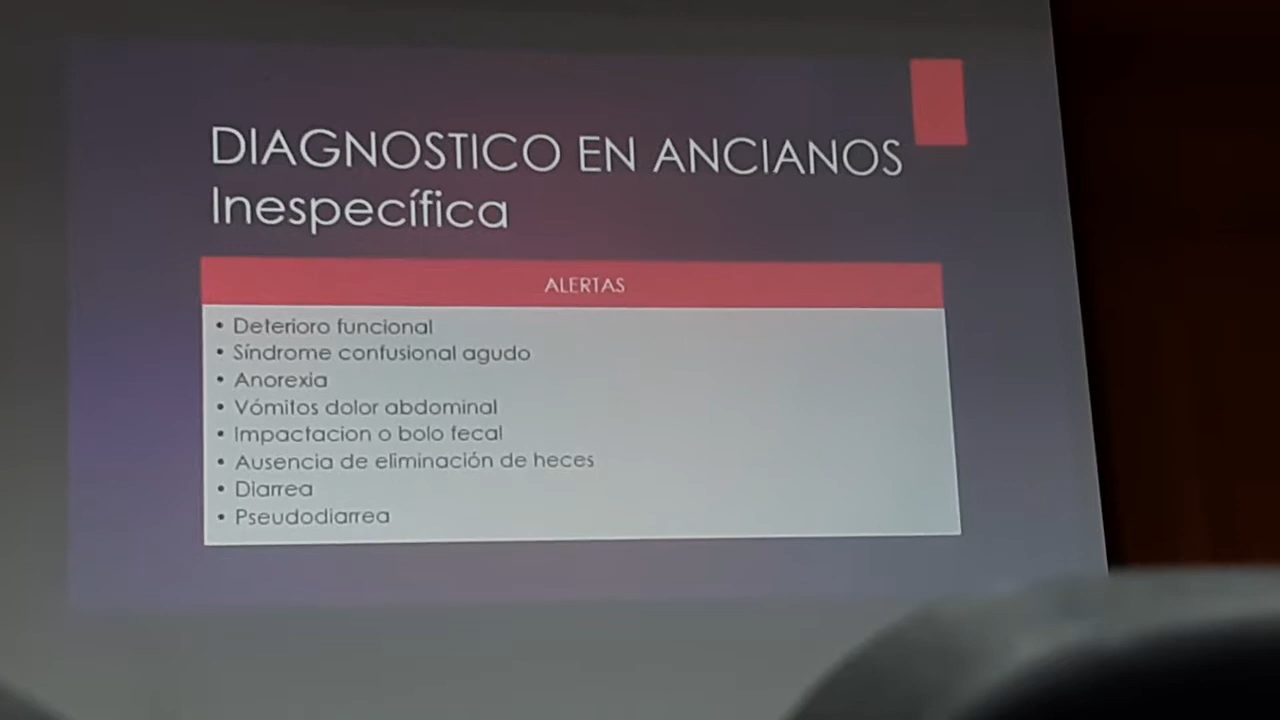 DIAGNOSTICO EN ANCIANOS
Inespecífica
ALERTAS
• Deterioro funcional
• Síndrome confusional agudo
• Anorexia
• Vómitos dolor abdominal
• Impactacion o bolo fecal
• Ausencia de eliminación de heces
• Diarrea
• Pseudodiarrea